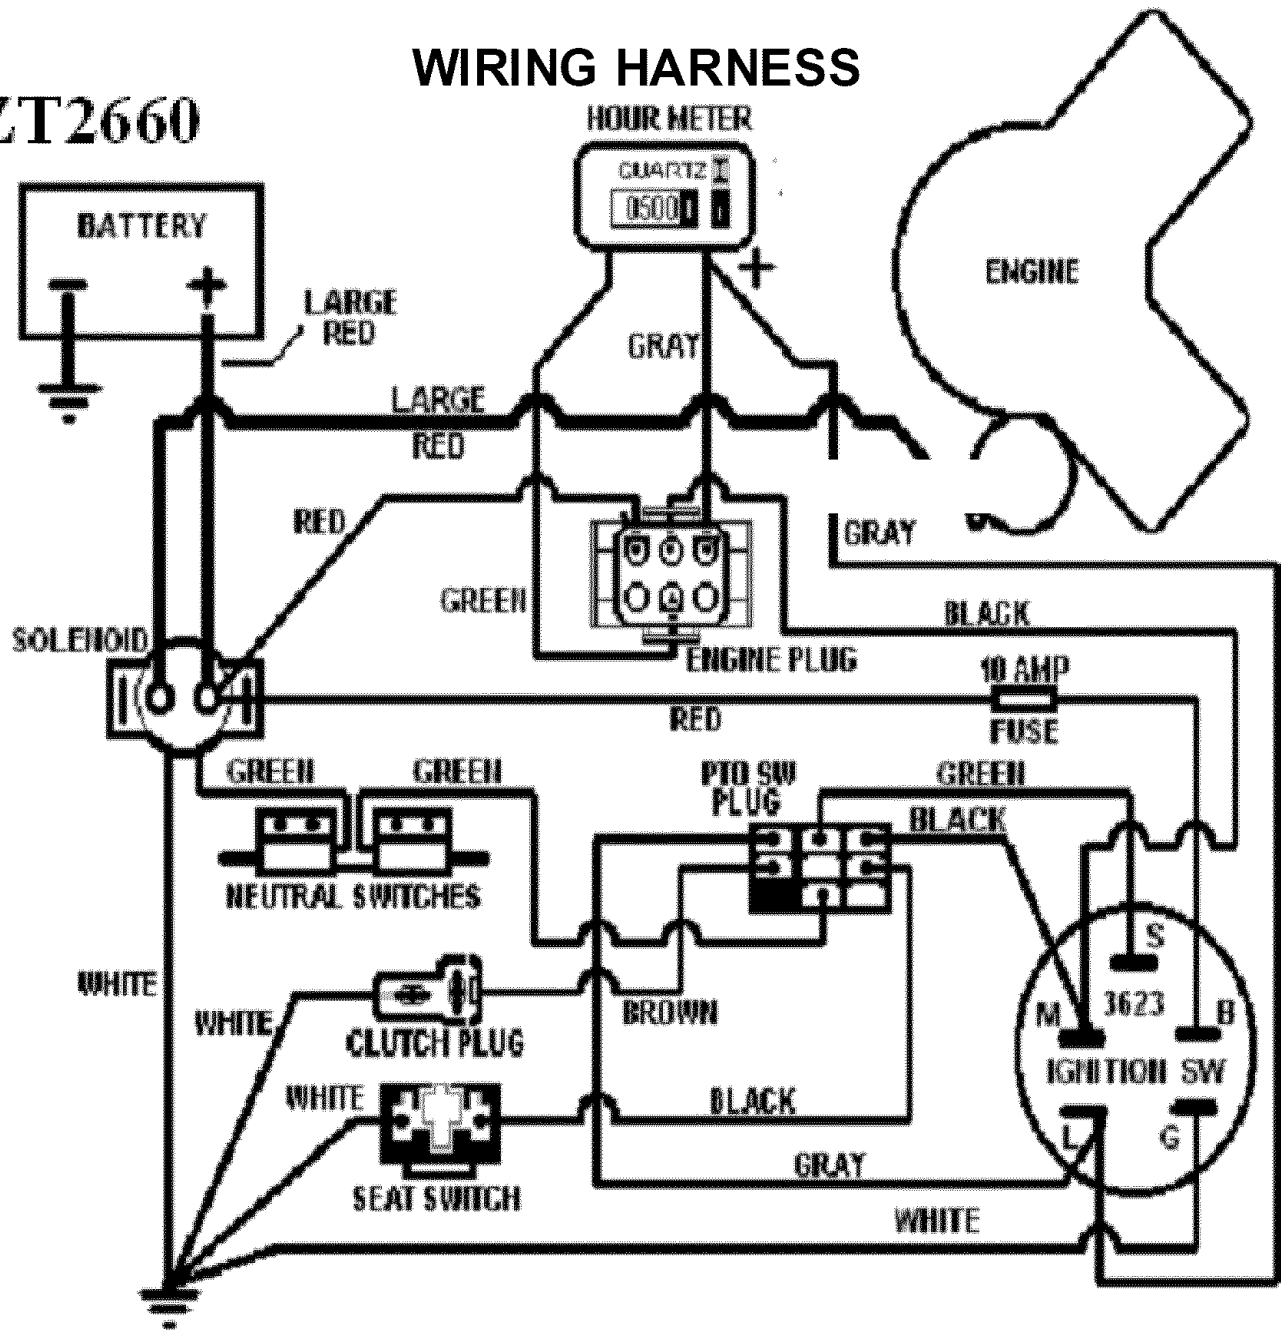 WIRING HARNESS
ZT2660
HOUR METER
QUARTZ
0500
BATTERY
ENGINE
LARGE
RED
GRAY
LARGE
RED
RED
GRAY
GREEN
BLACK
SOLENOID
ENGINE PLUG
10 AMP
FUSE
RED
GREEN
GREEN
PTO SW
PLUG
GREEN
BLACK
NEUTRAL SWITCHES
S
WHITE
WHITE
BROWN
M
3623
B
CLUTCH PLUG
IGNITION SW
WHITE
BLACK
L
G
GRAY
SEAT SWITCH
WHITE